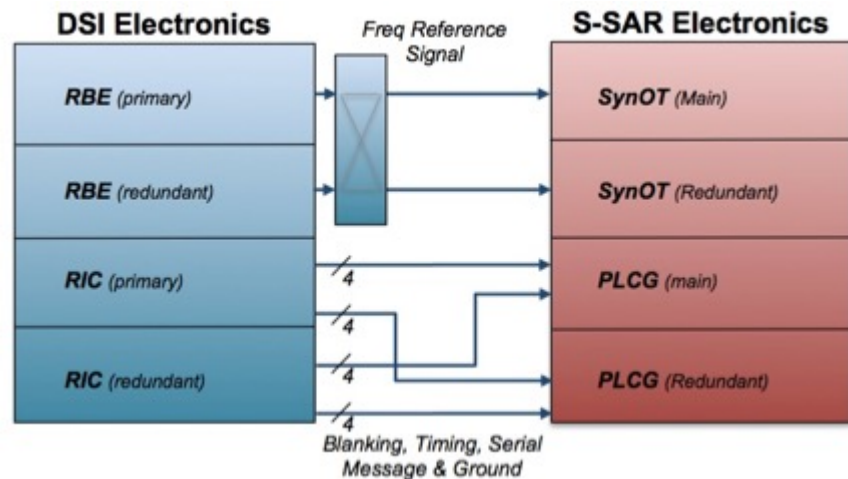 DSI Electronics
Freq Reference
Signal
S-SAR Electronics
RBE (primary)
SynOT (Main)
RBE (redundant)
SynOT (Redundant)
RIC (primary)
4
PLCG (main)
4
RIC (redundant)
4
PLCG (Redundant)
4
Blanking, Timing, Serial
Message & Ground